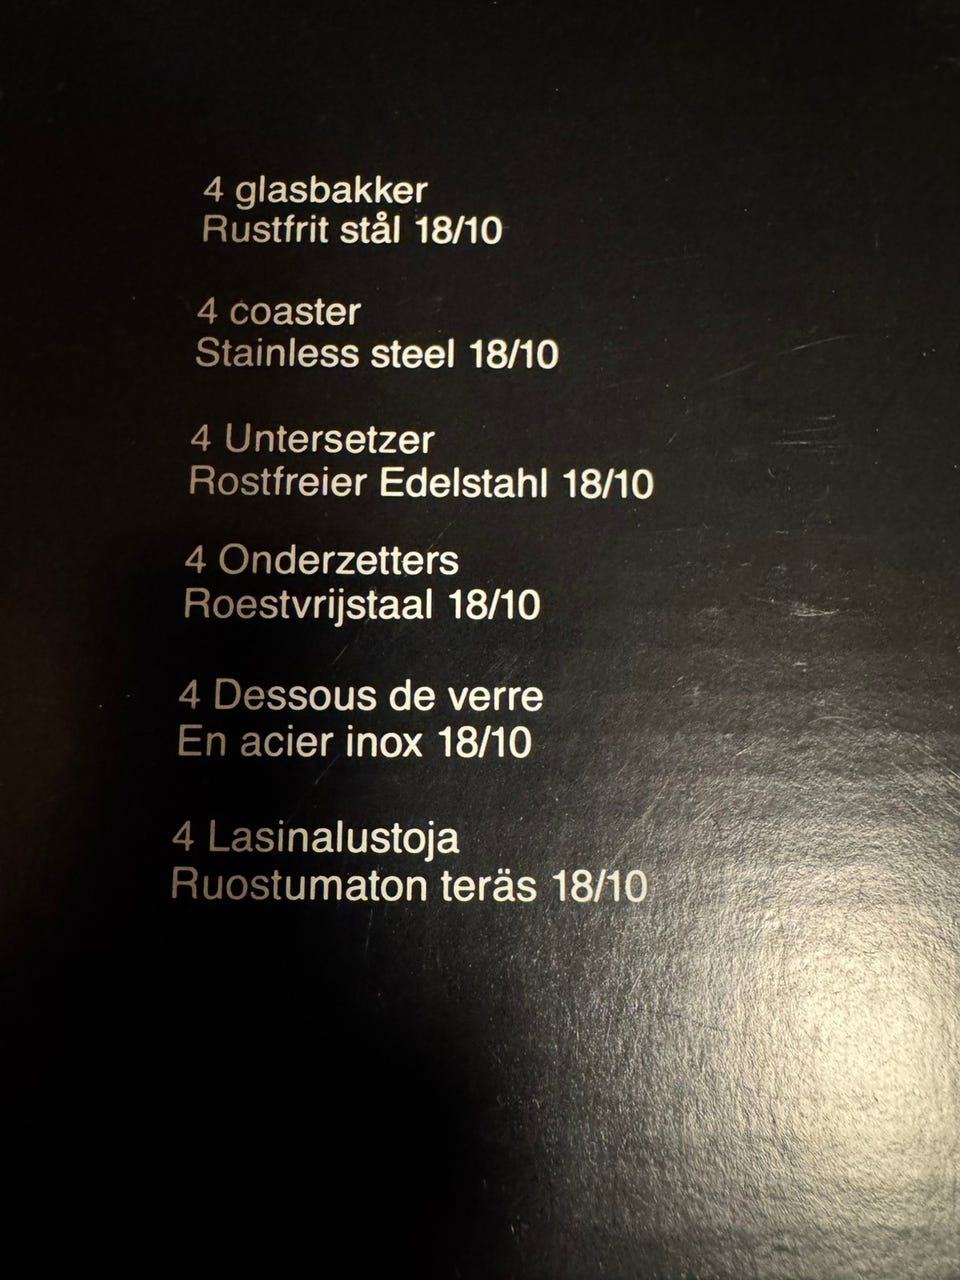 4 glasbakker
Rustfrit stål 18/10
4 coaster
Stainless steel 18/10
4 Untersetzer
Rostfreier Edelstahl 18/10
4 Onderzetters
Roestvrijstaal 18/10
4 Dessous de verre
En acier inox 18/10
4 Lasinalustoja
Ruostumaton teräs 18/10